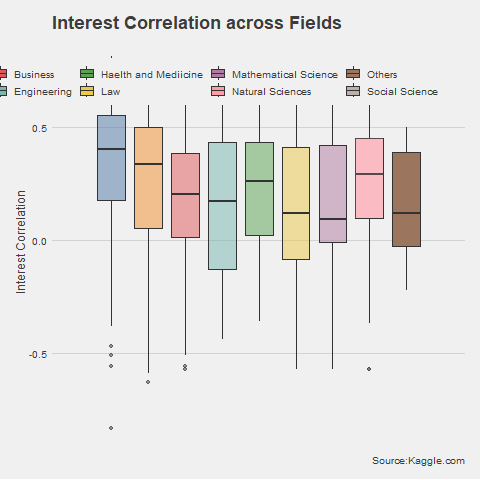 Interest Correlation across Fields
Business Haelth and Mediicine Mathematical Science Others
Engineering Law Natural Sciences Social Science
0.5
0.0
-0.5
Interest Correlation
Source:Kaggle.com